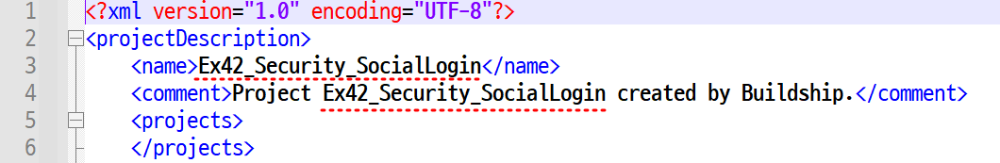 1 <?xml version="1.0" encoding="UTF-8"?>
2 <projectDescription>
3 <name>Ex42_Security_SocialLogin</name>
4 <comment>Project Ex42_Security_SocialLogin created by Buildship.</comment>
5 <projects>
6 </projects>